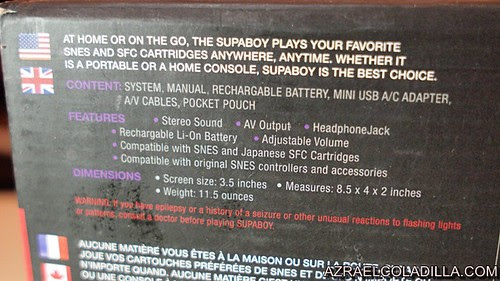 AT HOME OR ON THE GO, THE SUPABOY PLAYS YOUR FAVORITE
SNES AND SFC CARTRIDGES ANYWHERE, ANYTIME. WHETHER IT
IS A PORTABLE OR A HOME CONSOLE, SUPABOY IS THE BEST CHOICE.
CONTENT: SYSTEM, MANUAL, RECHARGABLE BATTERY, MINI USB A/C ADAPTER,
A/V CABLES, POCKET POUCH
FEATURES • Stereo Sound • AV Output • HeadphoneJack
• Rechargable Li-On Battery • Adjustable Volume
• Compatible with SNES and Japanese SFC Cartridges
• Compatible with original SNES controllers and accessories
DIMENSIONS • Screen size: 3.5 inches • Measures: 8.5 x 4 x 2 inches
• Weight: 11.5 ounces
WARNING: If you have epilepsy or a history of a seizure or other unusual reactions to flashing lights
or patterns, consult a doctor before playing SUPABOY.
AUCUNE MATIÈRE VOUS ÊTES À LA MAISON OU SUR LA
JOUE VOS CARTOUCHES PRÉFÉRÉES DE SNES ET DE
N'IMPORTE QUAND. AUCUNE MATIÈRE C'EST
AZRAELGOLADILLA.COM